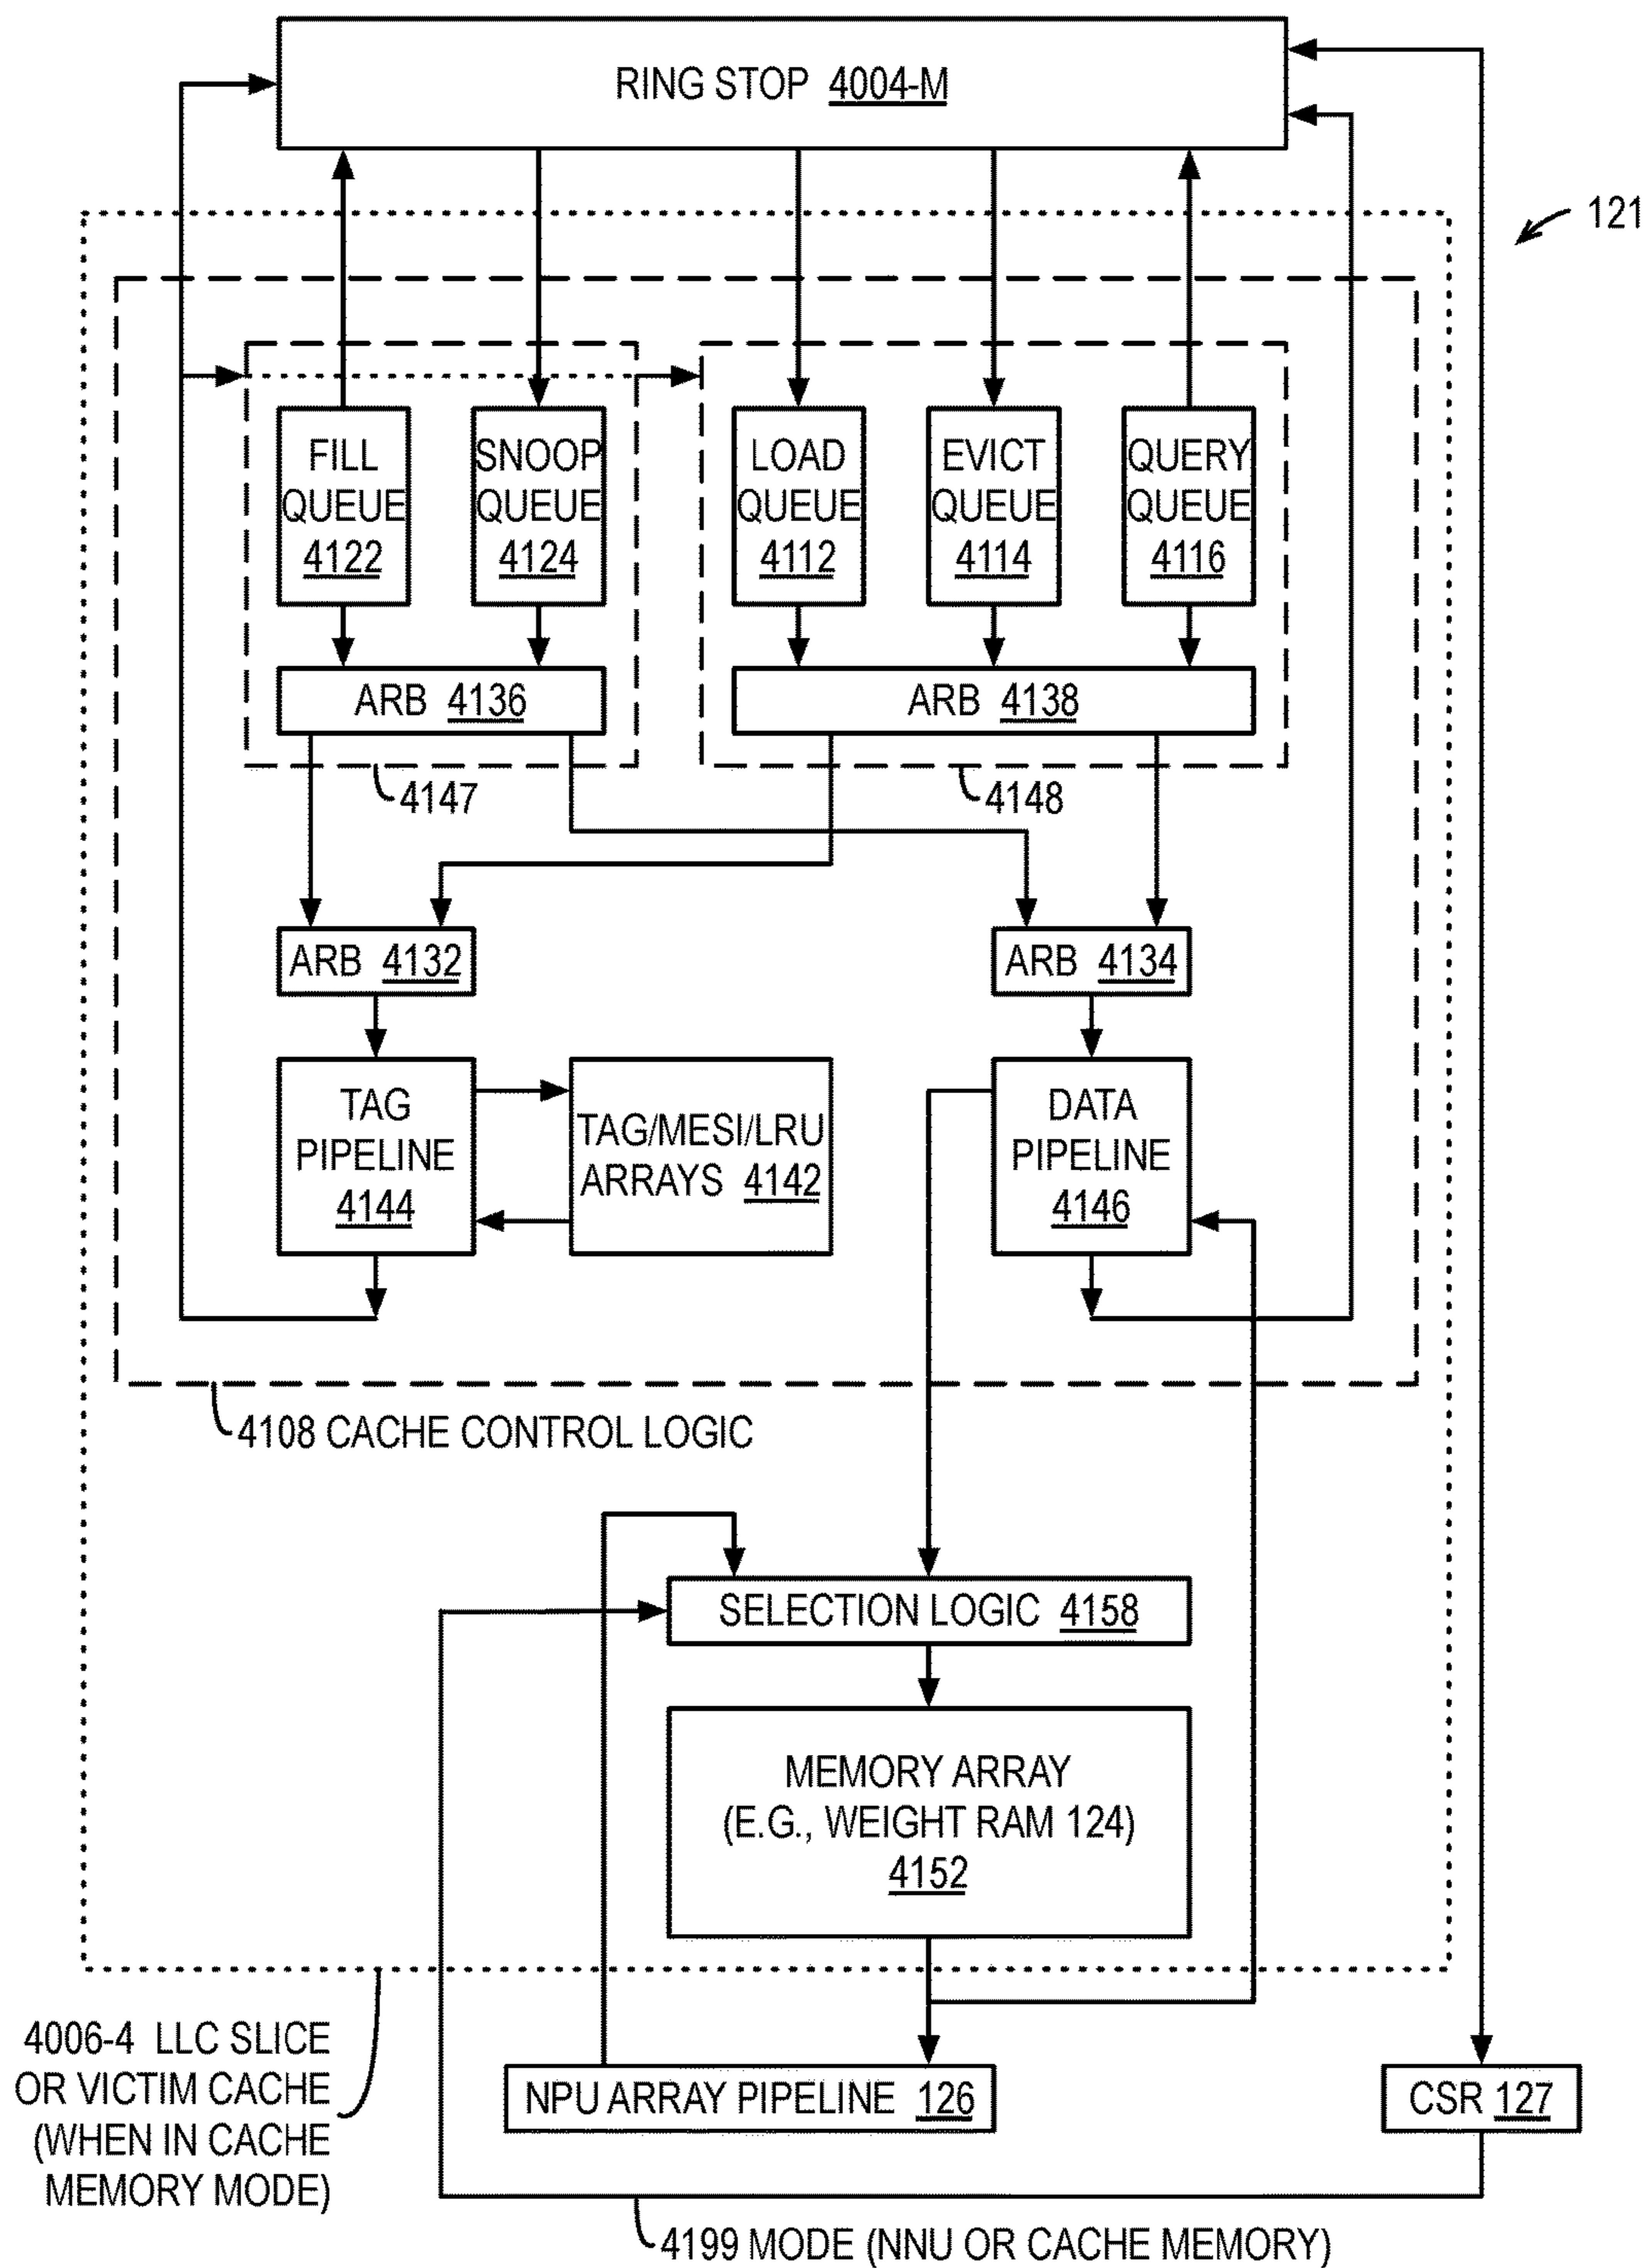 RING STOP 4004-M
121
FILL
QUEUE
4122
SNOOP
QUEUE
4124
LOAD
QUEUE
4112
EVICT
QUEUE
4114
QUERY
QUEUE
4116
ARB 4136
ARB 4138
4147
4148
ARB 4132
ARB 4134
TAG
PIPELINE
4144
TAG/MESI/LRU
ARRAYS 4142
DATA
PIPELINE
4146
4108 CACHE CONTROL LOGIC
SELECTION LOGIC 4158
MEMORY ARRAY
(E.G., WEIGHT RAM 124)
4152
4006-4 LLC SLICE
OR VICTIM CACHE
(WHEN IN CACHE
MEMORY MODE)
NPU ARRAY PIPELINE 126
CSR 127
4199 MODE (NNU OR CACHE MEMORY)